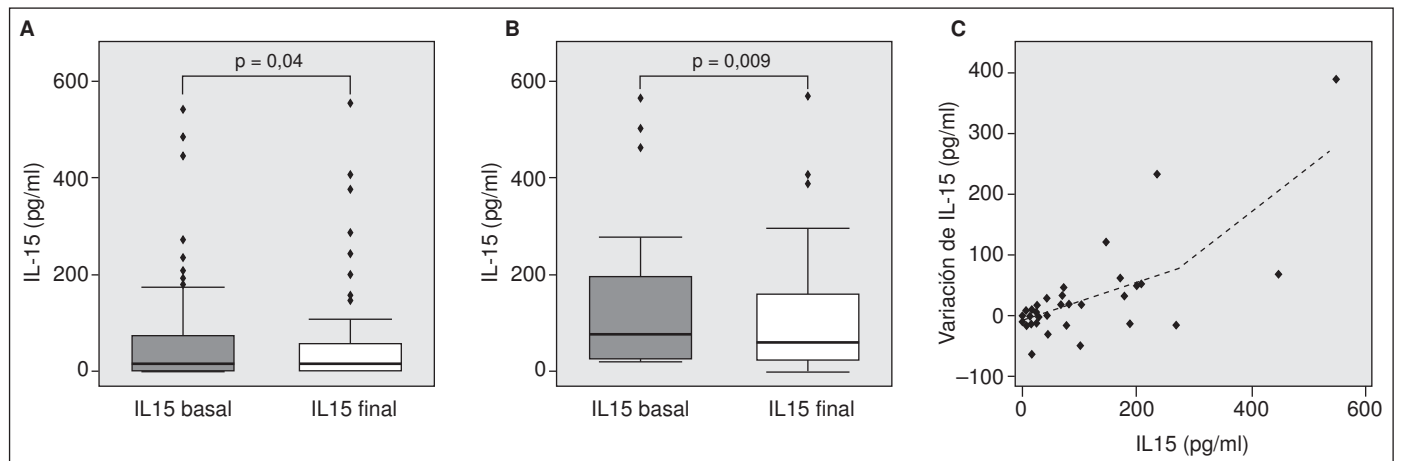 A
p = 0,04
600
400
200
0
IL-15 (pg/ml)
IL15 basal
IL15 final
B
p = 0,009
600
400
200
0
IL-15 (pg/ml)
IL15 basal
IL15 final
C
400
300
200
100
0
–100
Variación de IL-15 (pg/ml)
0
200
400
600
IL15 (pg/ml)